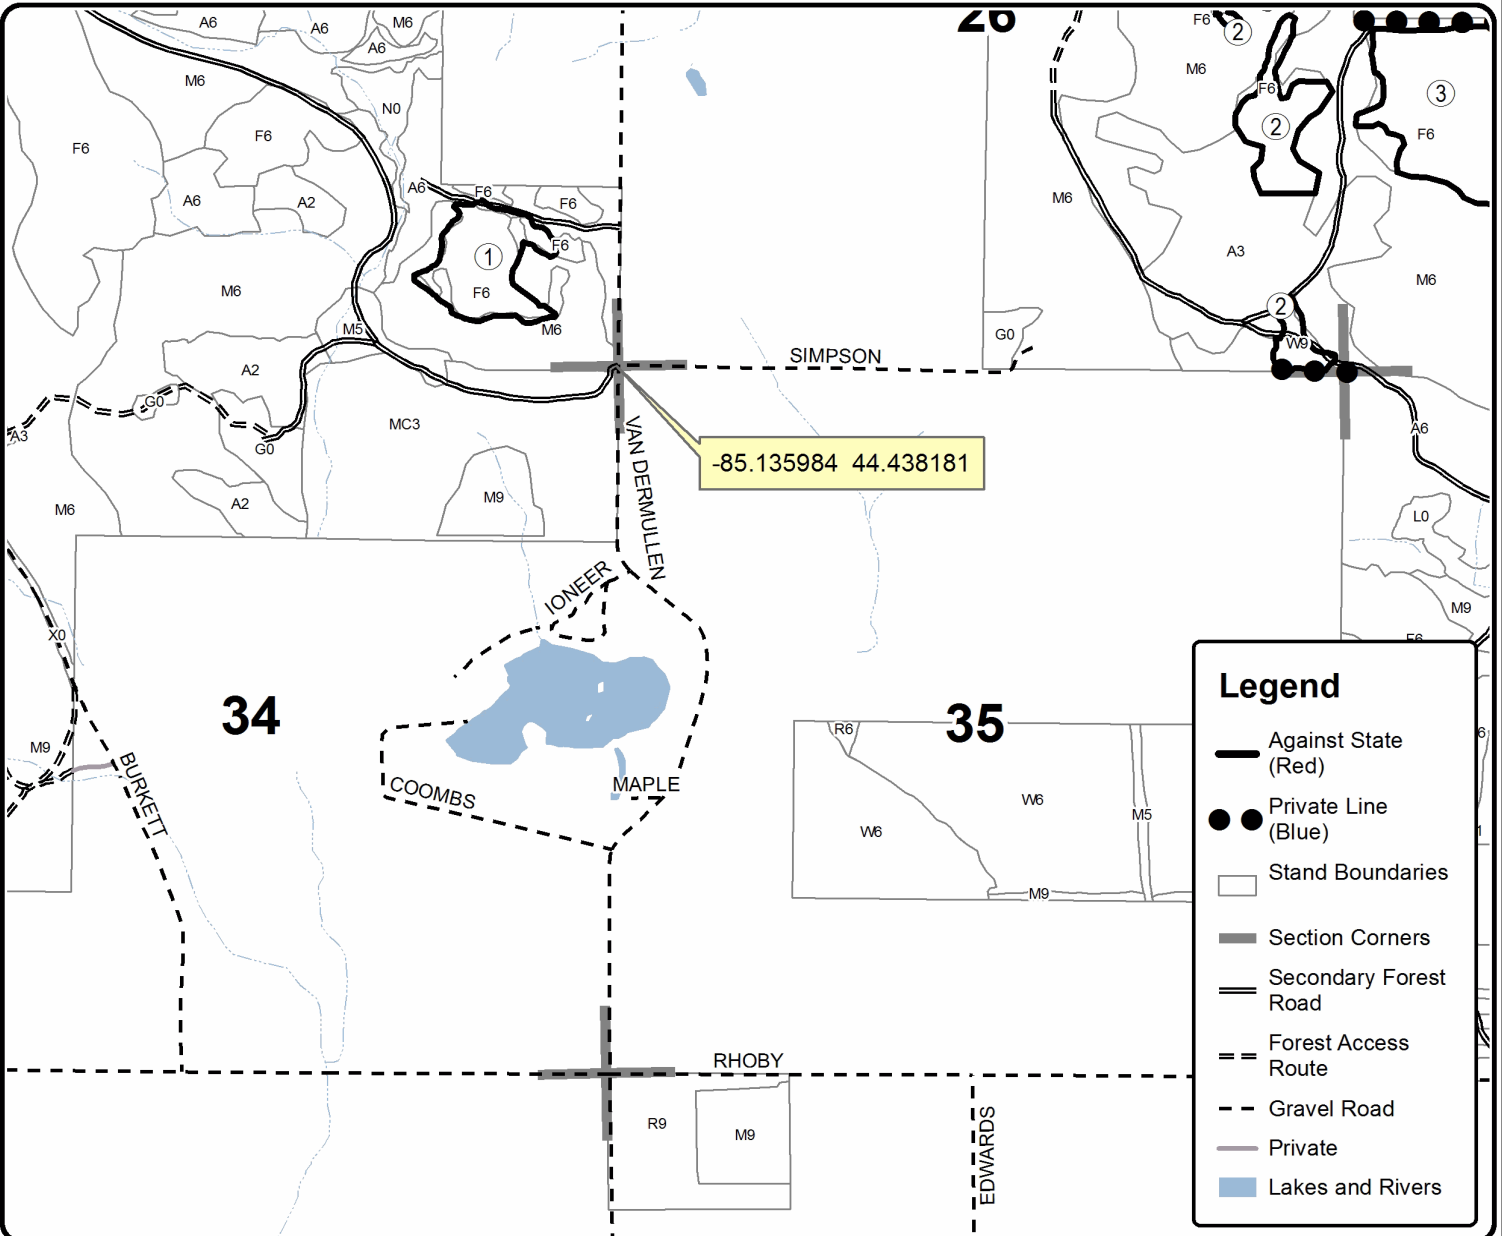 A6
A6
M6
A6
26
F6
2
M6
M6
F6
3
N0
2
F6
F6
F6
A6
F6
M6
A6
A2
F6
1
F6
A3
M6
F6
M6
2
M5
M6
G0
W9
SIMPSON
A2
G0
A3
MC3
A6
G0
-85.135984 44.438181
VAN DERMULLEN
M9
A2
M6
L0
IONEER
M9
X0
F6
34
35
R6
M9
BURKETT
COOMBS
MAPLE
W6
W6
M5
M9
6
1
RHOBY
R9
M9
EDWARDS
Legend
Against State
(Red)
Private Line
(Blue)
Stand Boundaries
Section Corners
Secondary Forest
Road
Forest Access
Route
Gravel Road
Private
Lakes and Rivers